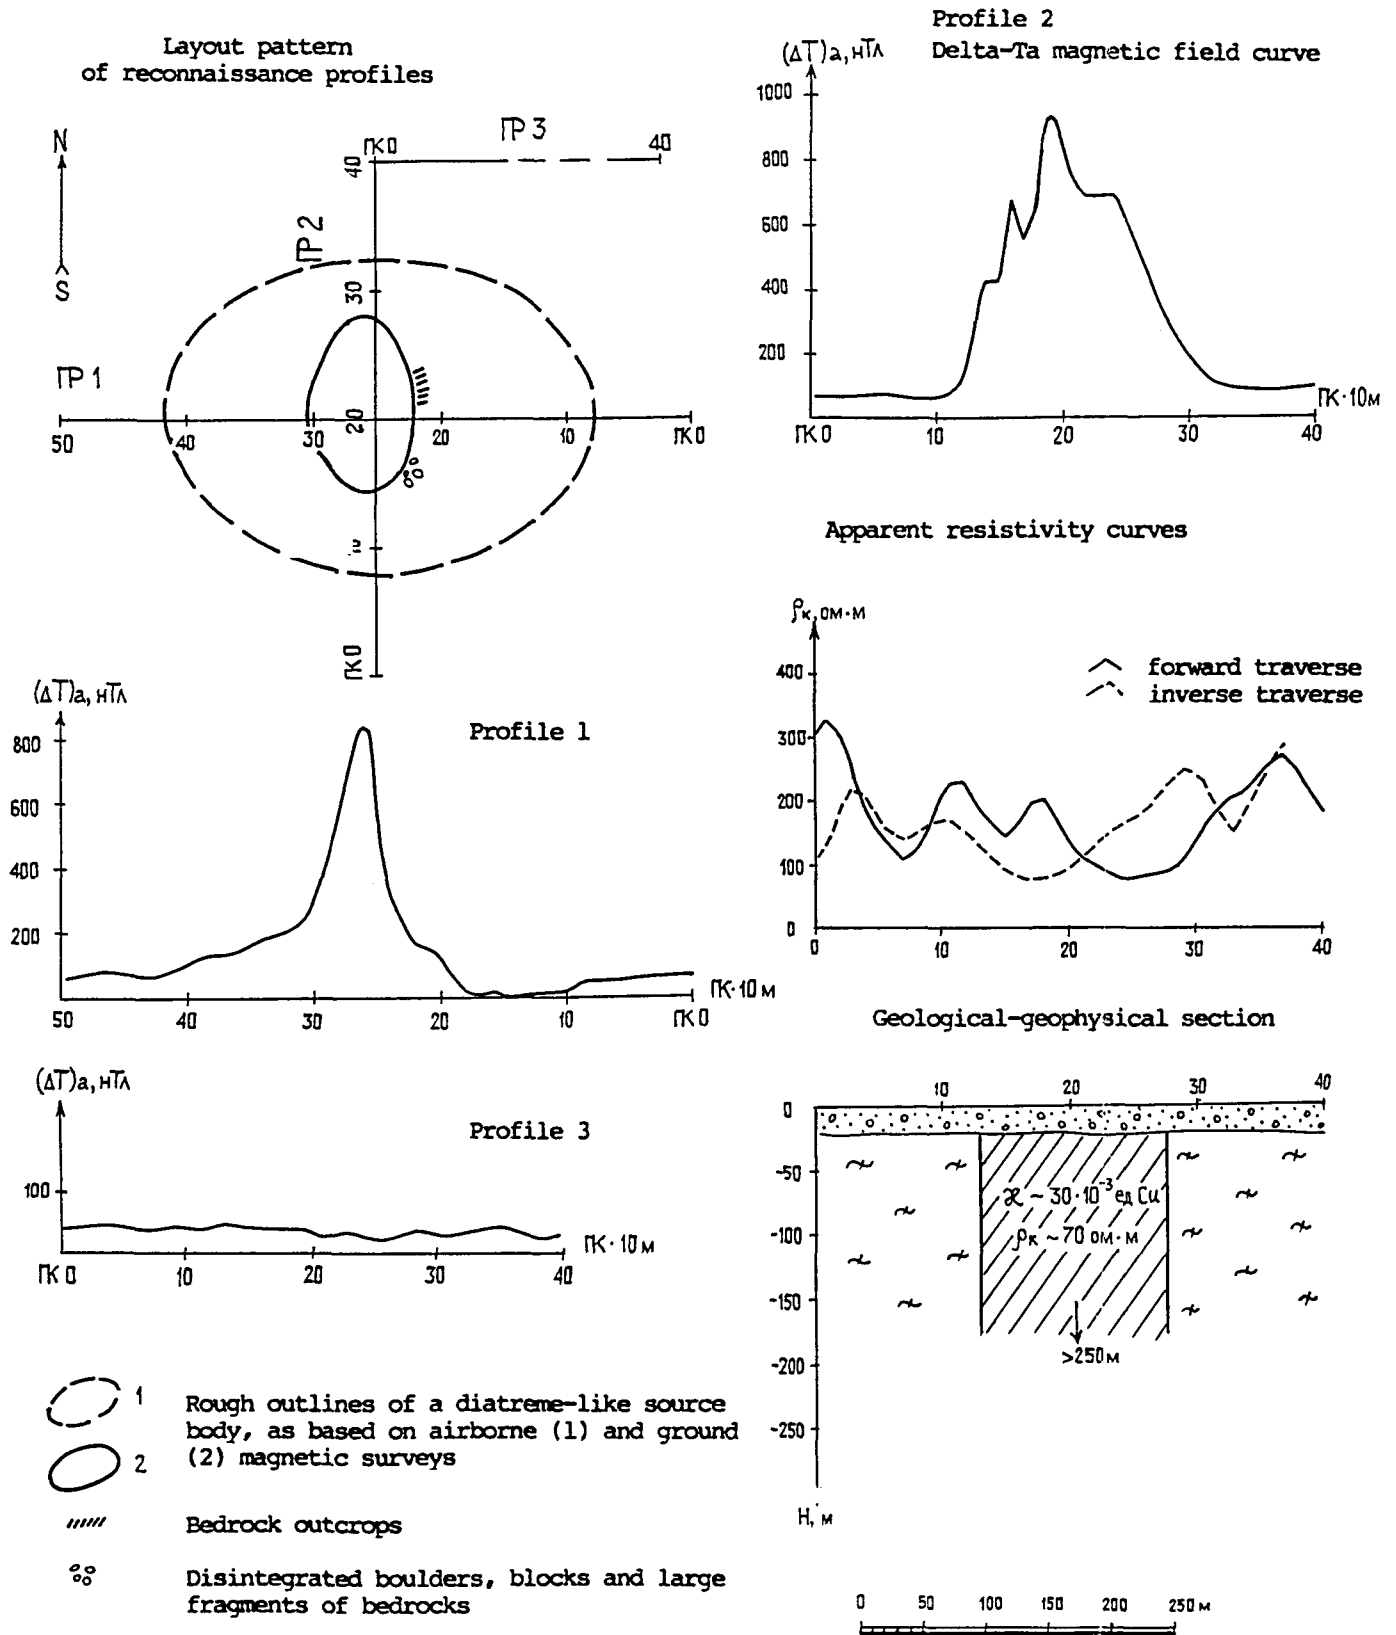 Layout pattern
of reconnaissance profiles
N
S
ПР 3
ПК 0
40
40
ПР 2
30
20
ПР 1
50 40 30 20 10 ПК 0
ПК 0
Profile 2
Delta-Ta magnetic field curve
(ΔT)a, нТл
1000
800
600
400
200
ПК 0 10 20 30 40
ПК·10м
Apparent resistivity curves
ρк, ом·м
400
300
200
100
0
forward traverse
inverse traverse
0 10 20 30 40
(ΔT)a, нТл
Profile 1
800
600
400
200
50 40 30 20 10 ПК 0
ПК·10м
(ΔT)a, нТл
Profile 3
100
ПК 0 10 20 30 40
ПК·10м
Geological-geophysical section
10 20 30 40
0
-50
-100
-150
-200
-250
H, м
æ ~ 30·10⁻³ ед Си
ρк ~ 70 ом·м
>250м
1
2
Rough outlines of a diatreme-like source
body, as based on airborne (1) and ground
(2) magnetic surveys
Bedrock outcrops
Disintegrated boulders, blocks and large
fragments of bedrocks
0 50 100 150 200 250 м